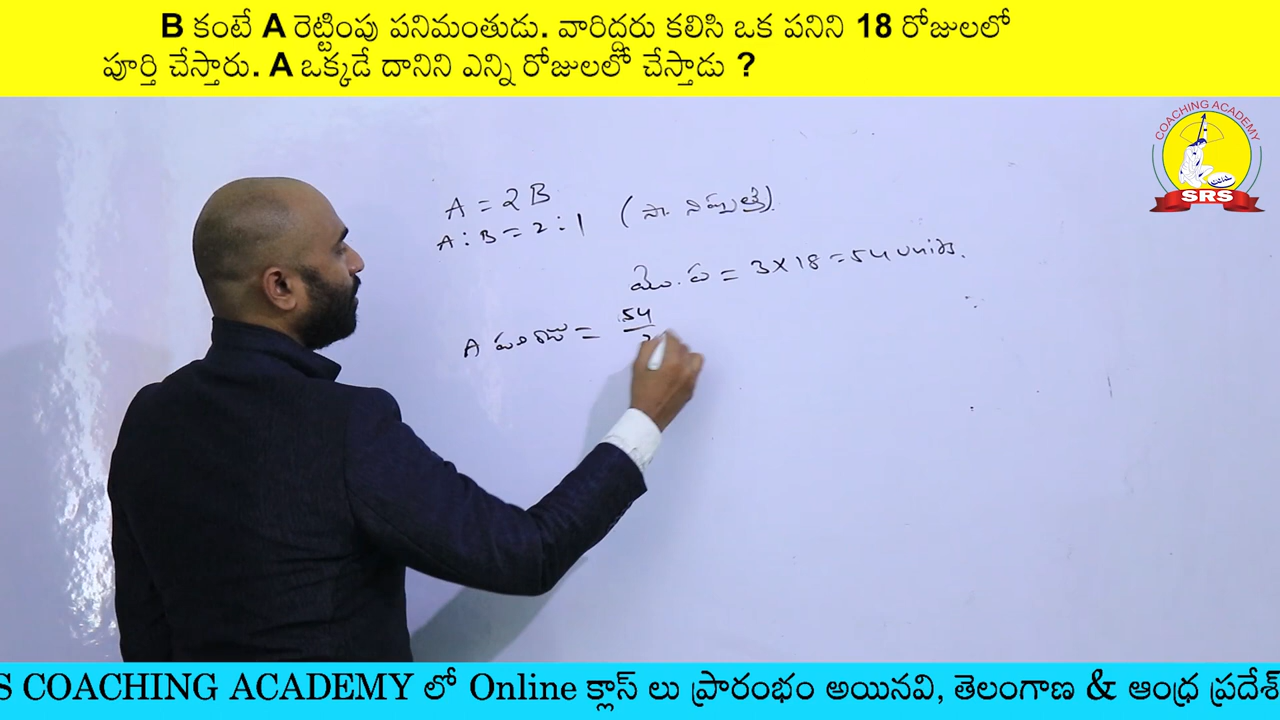 B కంటే A రెట్టింపు పనిమంతుడు. వారిద్దరు కలిసి ఒక పనిని 18 రోజులలో
పూర్తి చేస్తారు. A ఒక్కడే దానిని ఎన్ని రోజులలో చేస్తాడు ?
COACHING ACADEMY
SRS
A = 2B
A : B = 2 : 1 (సా. నిష్పత్తి)
మొ. ప = 3 X 18 = 54 units.
A = 54
S COACHING ACADEMY లో Online క్లాస్ లు ప్రారంభం అయినవి, తెలంగాణ & ఆంధ్ర ప్రదేశ్